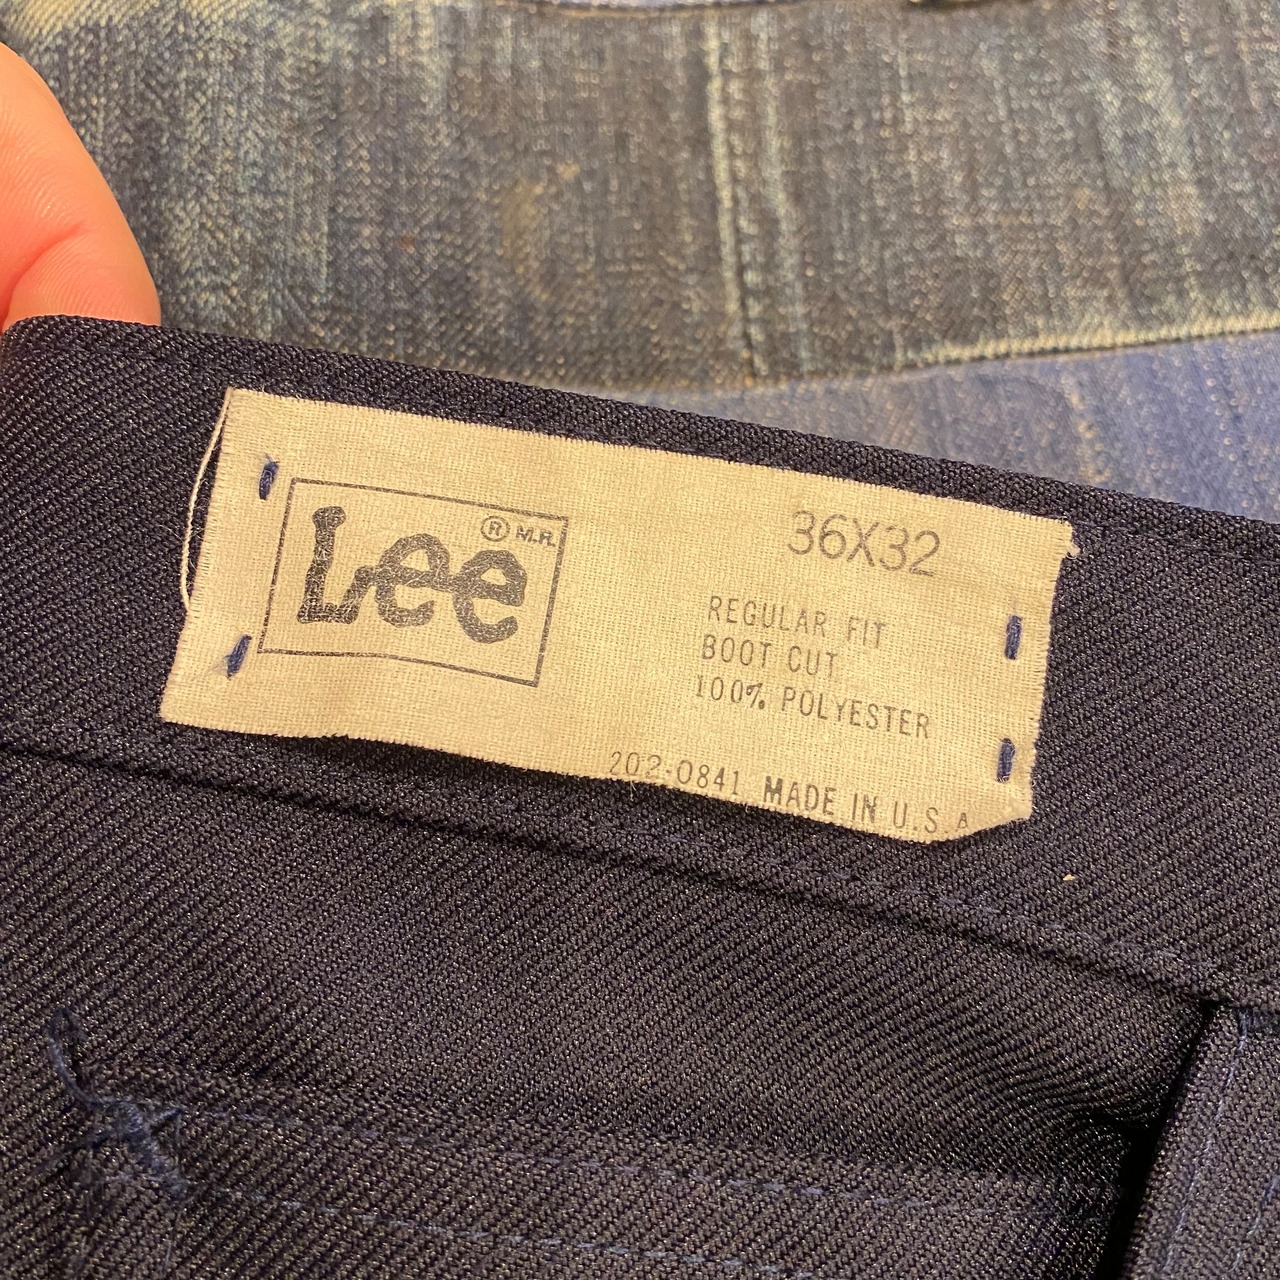 Lee ® M.R.
36X32
REGULAR FIT
BOOT CUT
100% POLYESTER
202-0841 MADE IN U.S.A